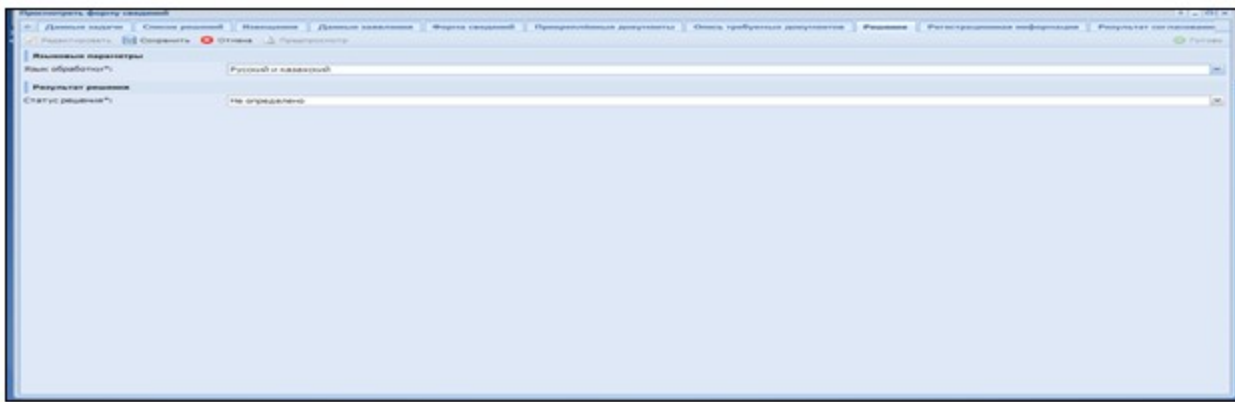 Просмотреть форму сведений
Данные задачи Список решений Извещение Данные заявления Форма сведений Прикреплённые документы Опись требуемых документов Решение Регистрационная информация Результат согласования
Редактировать Сохранить Отмена Предпросмотр Готово
Языковые параметры
Язык обработки*: Русский и казахский
Результат решения
Статус решения*: Не определено